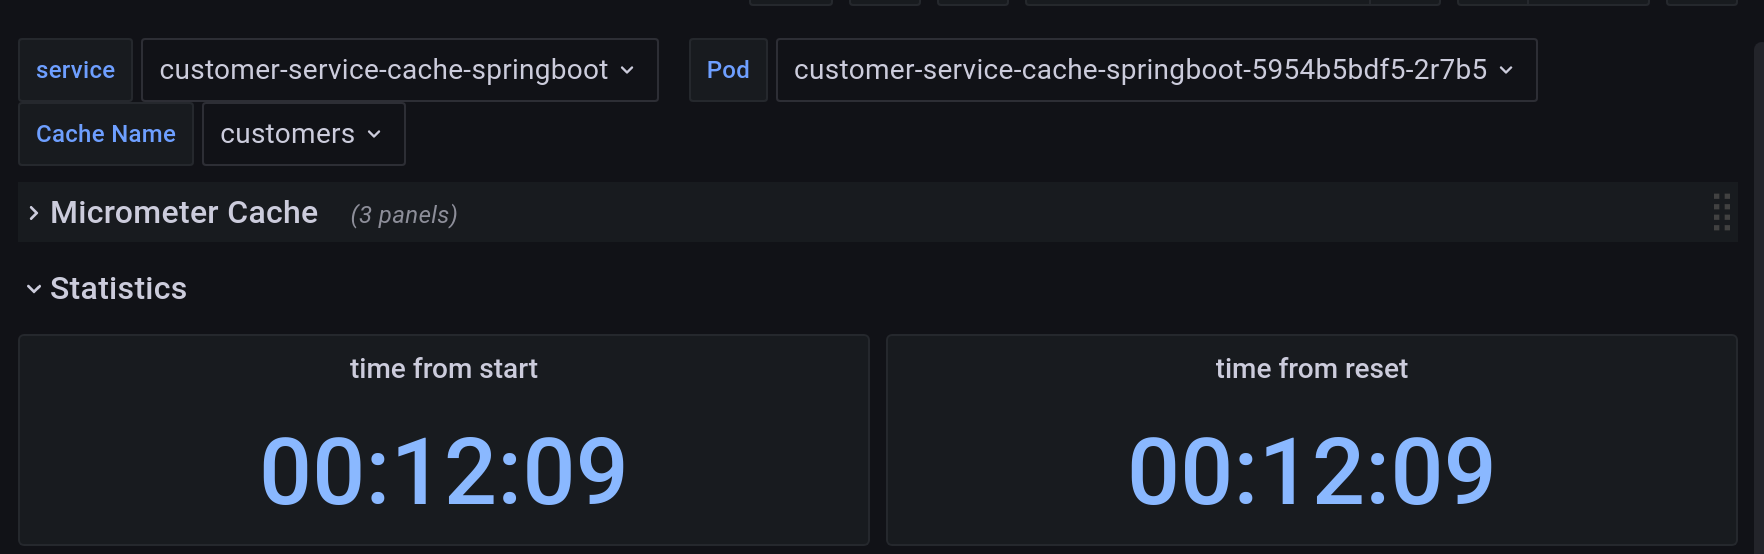 service customer-service-cache-springboot Pod customer-service-cache-springboot-5954b5bdf5-2r7b5
Cache Name customers
Micrometer Cache (3 panels)
Statistics
time from start time from reset
00:12:09 00:12:09